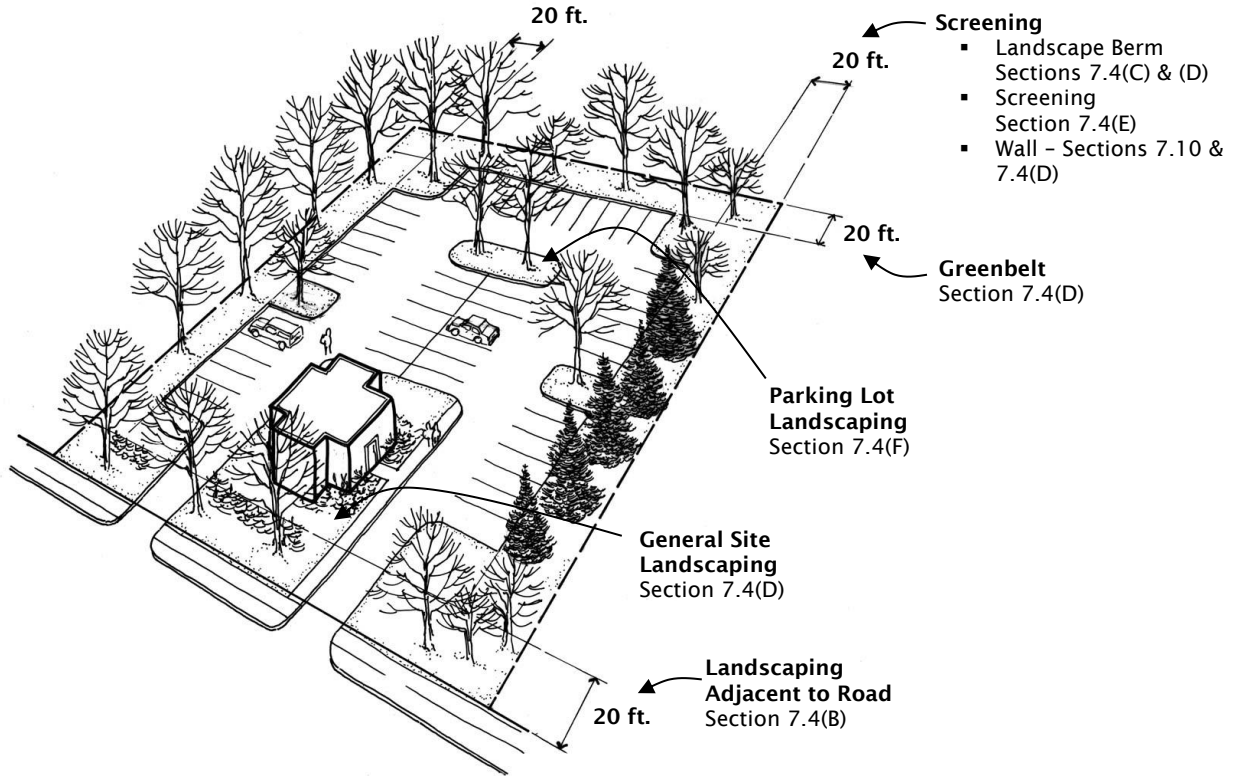 20 ft.
20 ft.
Screening
▪ Landscape Berm
Sections 7.4(C) & (D)
▪ Screening
Section 7.4(E)
▪ Wall – Sections 7.10 &
7.4(D)
20 ft.
Greenbelt
Section 7.4(D)
Parking Lot
Landscaping
Section 7.4(F)
General Site
Landscaping
Section 7.4(D)
Landscaping
Adjacent to Road
Section 7.4(B)
20 ft.